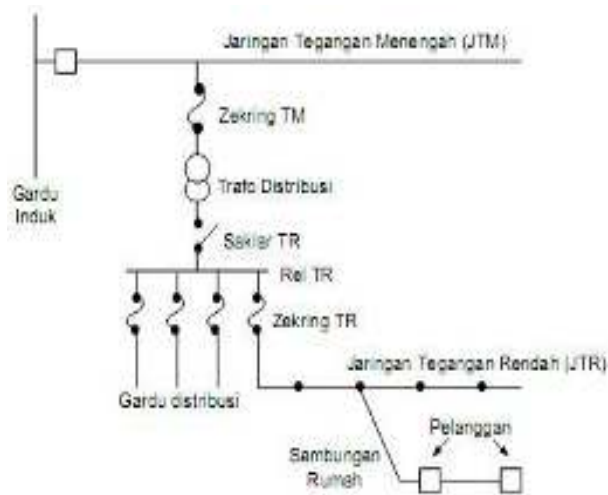 Jaringan Tegangan Menengah (JTM)
Zekring TM
Gardu
Induk
Trafo Distribusi
Saklar TR
Rel TR
Zekring TR
Jaringan Tegangan Rendah (JTR)
Gardu distribusi
Pelanggan
Sambungan
Rumah